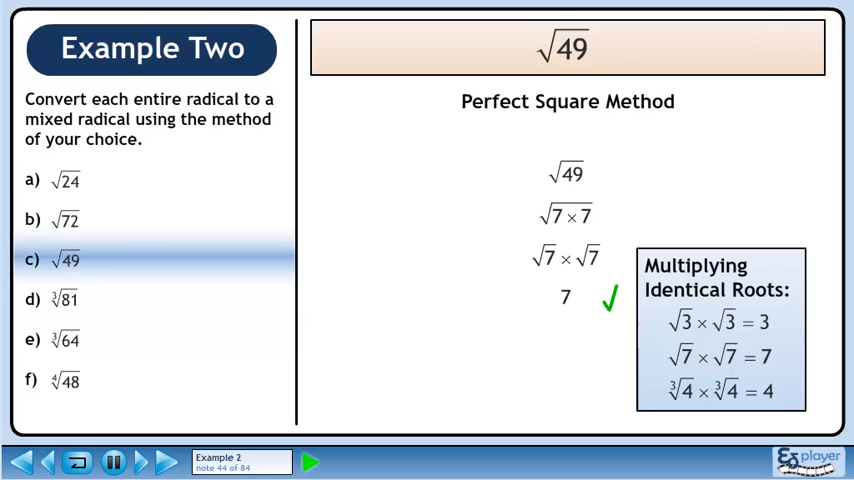 Example Two
Convert each entire radical to a
mixed radical using the method
of your choice.
a) √24
b) √72
c) √49
d) ∛81
e) ∛64
f) ∜48
√49
Perfect Square Method
√49
√7 × 7
√7 × √7
7 √
Multiplying
Identical Roots:
√3 × √3 = 3
√7 × √7 = 7
∛4 × ∛4 = 4
Example 2
note 44 of 84
player